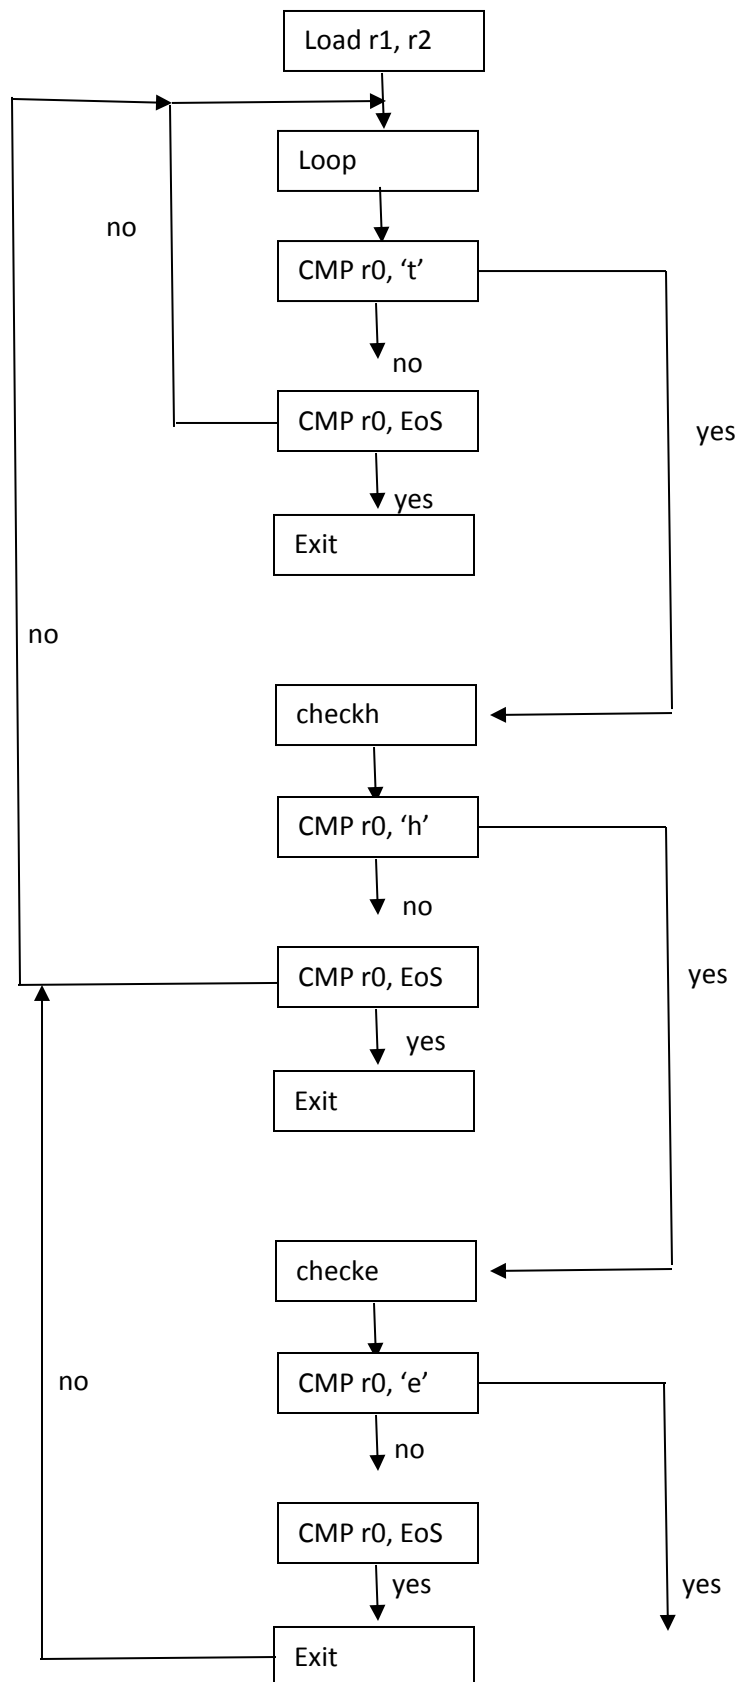 Load r1, r2
Loop
no
CMP r0, ‘t’
no
CMP r0, EoS
yes
yes
Exit
no
checkh
CMP r0, ‘h’
no
CMP r0, EoS
yes
yes
Exit
checke
CMP r0, ‘e’
no
no
CMP r0, EoS
yes
yes
Exit